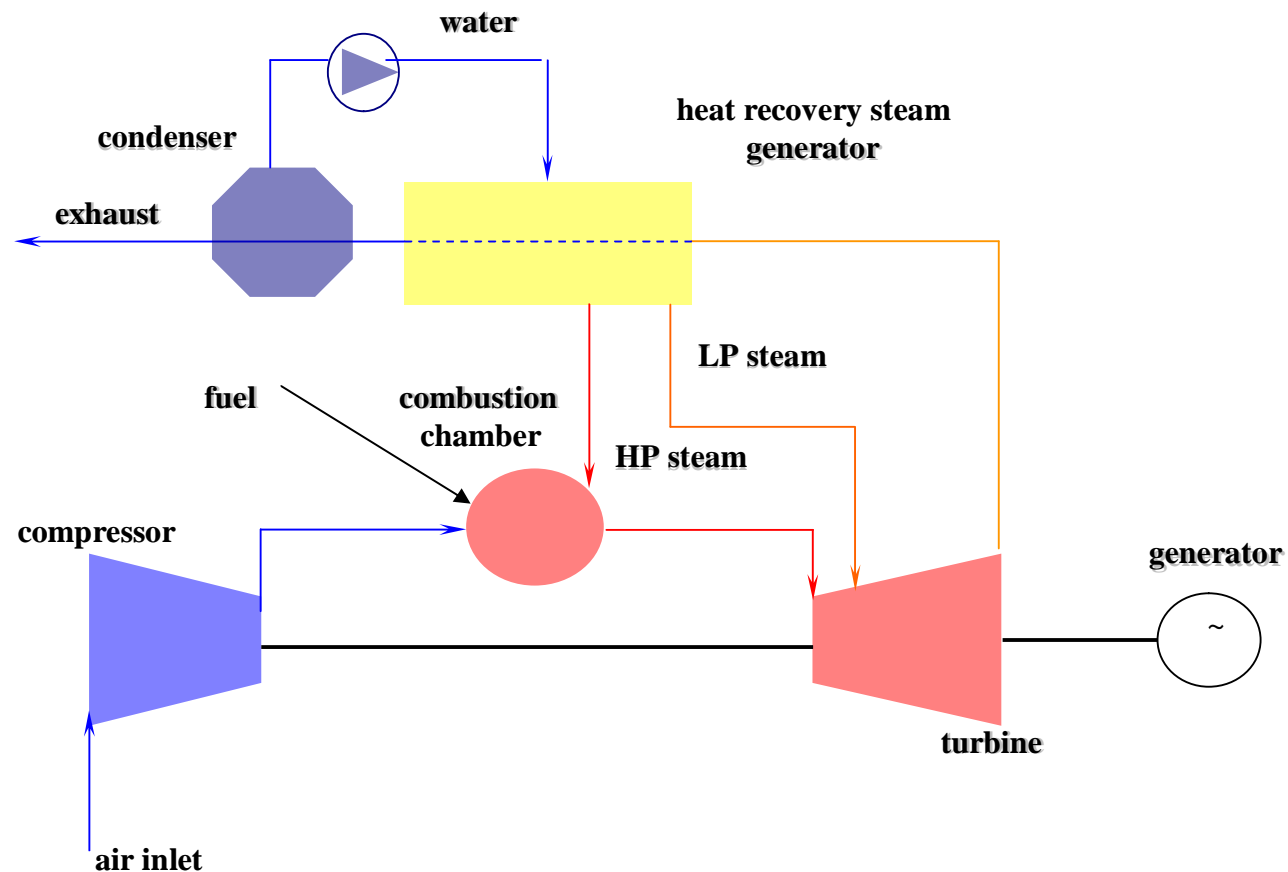 water
heat recovery steam
generator
condenser
exhaust
LP steam
fuel
combustion
chamber
HP steam
compressor
generator
~
turbine
air inlet